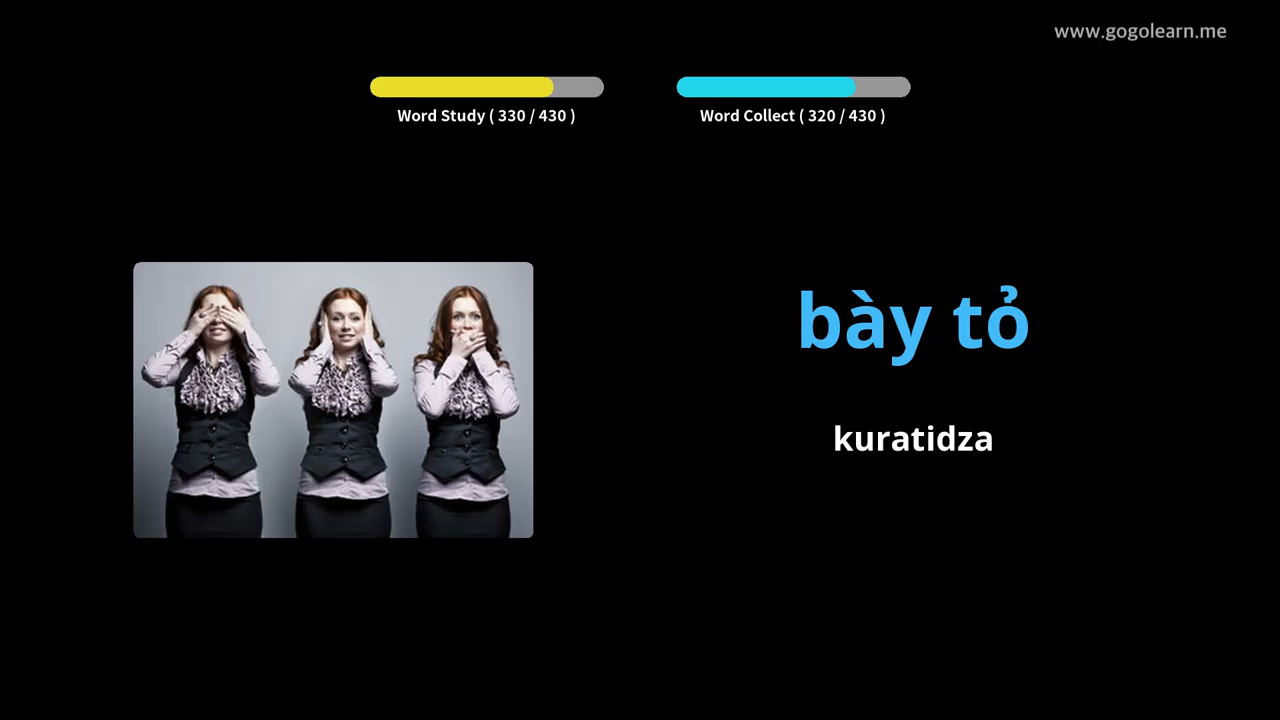 www.gogolearn.me
Word Study ( 330 / 430 )
Word Collect ( 320 / 430 )
bày tỏ
kuratidza